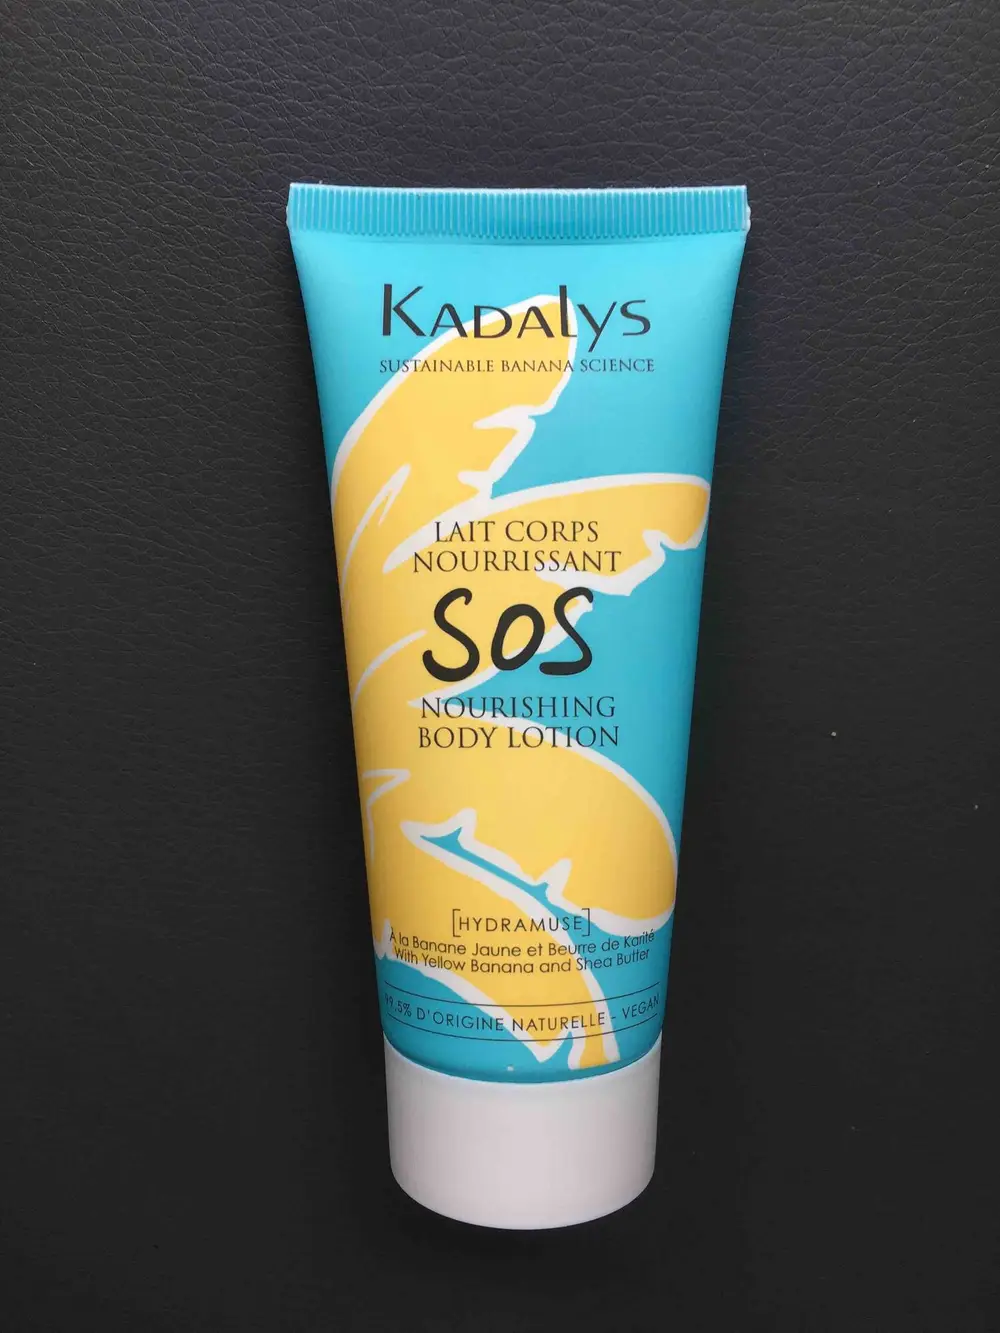 KADALYS
SUSTAINABLE BANANA SCIENCE
LAIT CORPS
NOURRISSANT
SOS
NOURISHING
BODY LOTION
[HYDRAMUSE]
À la Banane Jaune et Beurre de Karité
With Yellow Banana and Shea Butter
99,5% D'ORIGINE NATURELLE - VEGAN